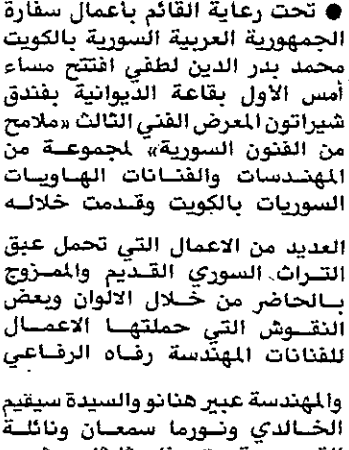 ● تحت رعاية القائم بأعمال سفارة
الجمهورية العربية السورية بالكويت
محمد بدر الدين لطفي افتتح مساء
أمس الأول بقاعة الديوانية بفندق
شيراتون المعرض الفني الثالث «ملامح
من الفنون السورية» لمجموعة من
المهندسات والفنانات الهاويات
السوريات بالكويت وقدمت خلاله
العديد من الاعمال التي تحمل عبق
التراث السوري القديم والممزوج
بالحاضر من خلال الالوان وبعض
النقوش التي حملتها الاعمال
للفنانات المهندسة رفاه الرفاعي
والمهندسة عبير هنانو والسيدة سيقيم
الخالدي ونورما سمعان ونائلة